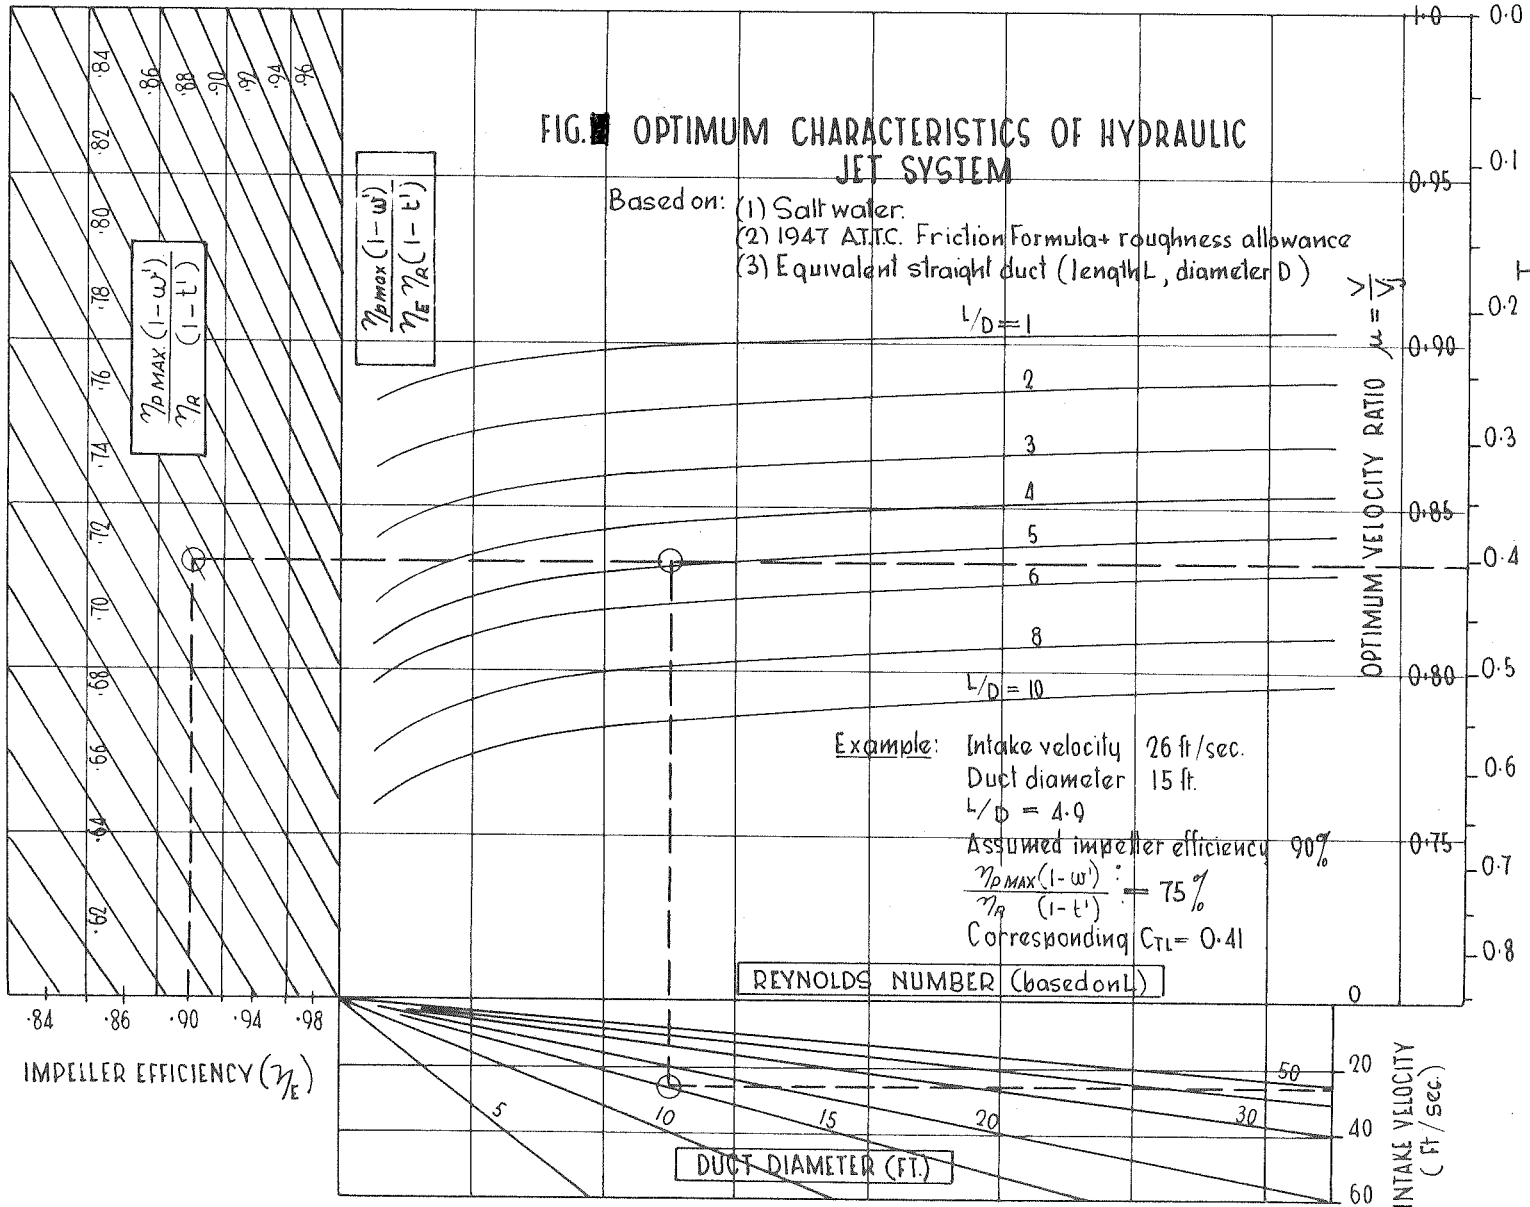 FIG. OPTIMUM CHARACTERISTICS OF HYDRAULIC
JET SYSTEM
Based on: (1) Salt water.
(2) 1947 A.T.T.C. Friction Formula + roughness allowance
(3) Equivalent straight duct (length L, diameter D)
.84
.86
.88
.90
.92
.94
.96
.82
.80
.78
.76
.74
.72
.70
.68
.66
.64
.62
ηP MAX. (1-w')
ηR (1-t')
ηpmax (1-w')
ηE ηR (1-t')
L/D = 1
2
3
4
5
6
8
L/D = 10
Example: Intake velocity 26 ft/sec.
Duct diameter 15 ft.
L/D = 4.9
Assumed impeller efficiency 90%
ηP MAX (1-w') : = 75%
ηR (1-t')
Corresponding CTL = 0.41
REYNOLDS NUMBER (based on L)
1.0
0.95
0.90
0.85
0.80
0.75
OPTIMUM VELOCITY RATIO μ = V/Vj
0.0
0.1
0.2
0.3
0.4
0.5
0.6
0.7
0.8
T
.84 .86 .90 .94 .98
IMPELLER EFFICIENCY (ηE)
5 10 15 20 30 50
DUCT DIAMETER (FT.)
0
20
40
60
INTAKE VELOCITY
(Ft/sec.)